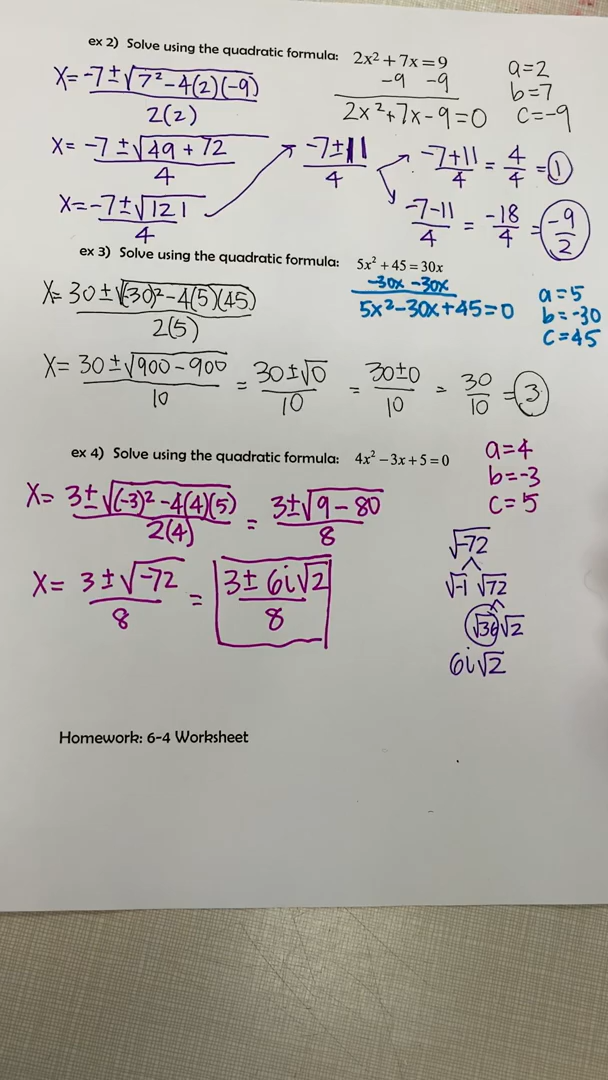 ex 2) Solve using the quadratic formula: 2x² + 7x = 9
-9 -9
2x²+7x-9=0
a=2
b=7
c=-9
x= (-7±√(7²-4(2)(-9)))/(2(2))
x= (-7±√(49+72))/4
x= (-7±√121)/4
(-7±11)/4
(-7+11)/4 = 4/4 = 1
(-7-11)/4 = -18/4 = -9/2
ex 3) Solve using the quadratic formula: 5x² + 45 = 30x
-30x -30x
5x²-30x+45=0
a=5
b=-30
c=45
x= (30±√((-30)²-4(5)(45)))/(2(5))
x= (30±√(900-900))/10 = (30±√0)/10 = (30±0)/10 = 30/10 = 3
ex 4) Solve using the quadratic formula: 4x² − 3x + 5 = 0
a=4
b=-3
c=5
x= (3±√((-3)²-4(4)(5)))/(2(4)) = (3±√(9-80))/8
x= (3±√-72)/8 = (3±6i√2)/8
√-72
√-1 √72
√36 √2
6i√2
Homework: 6-4 Worksheet